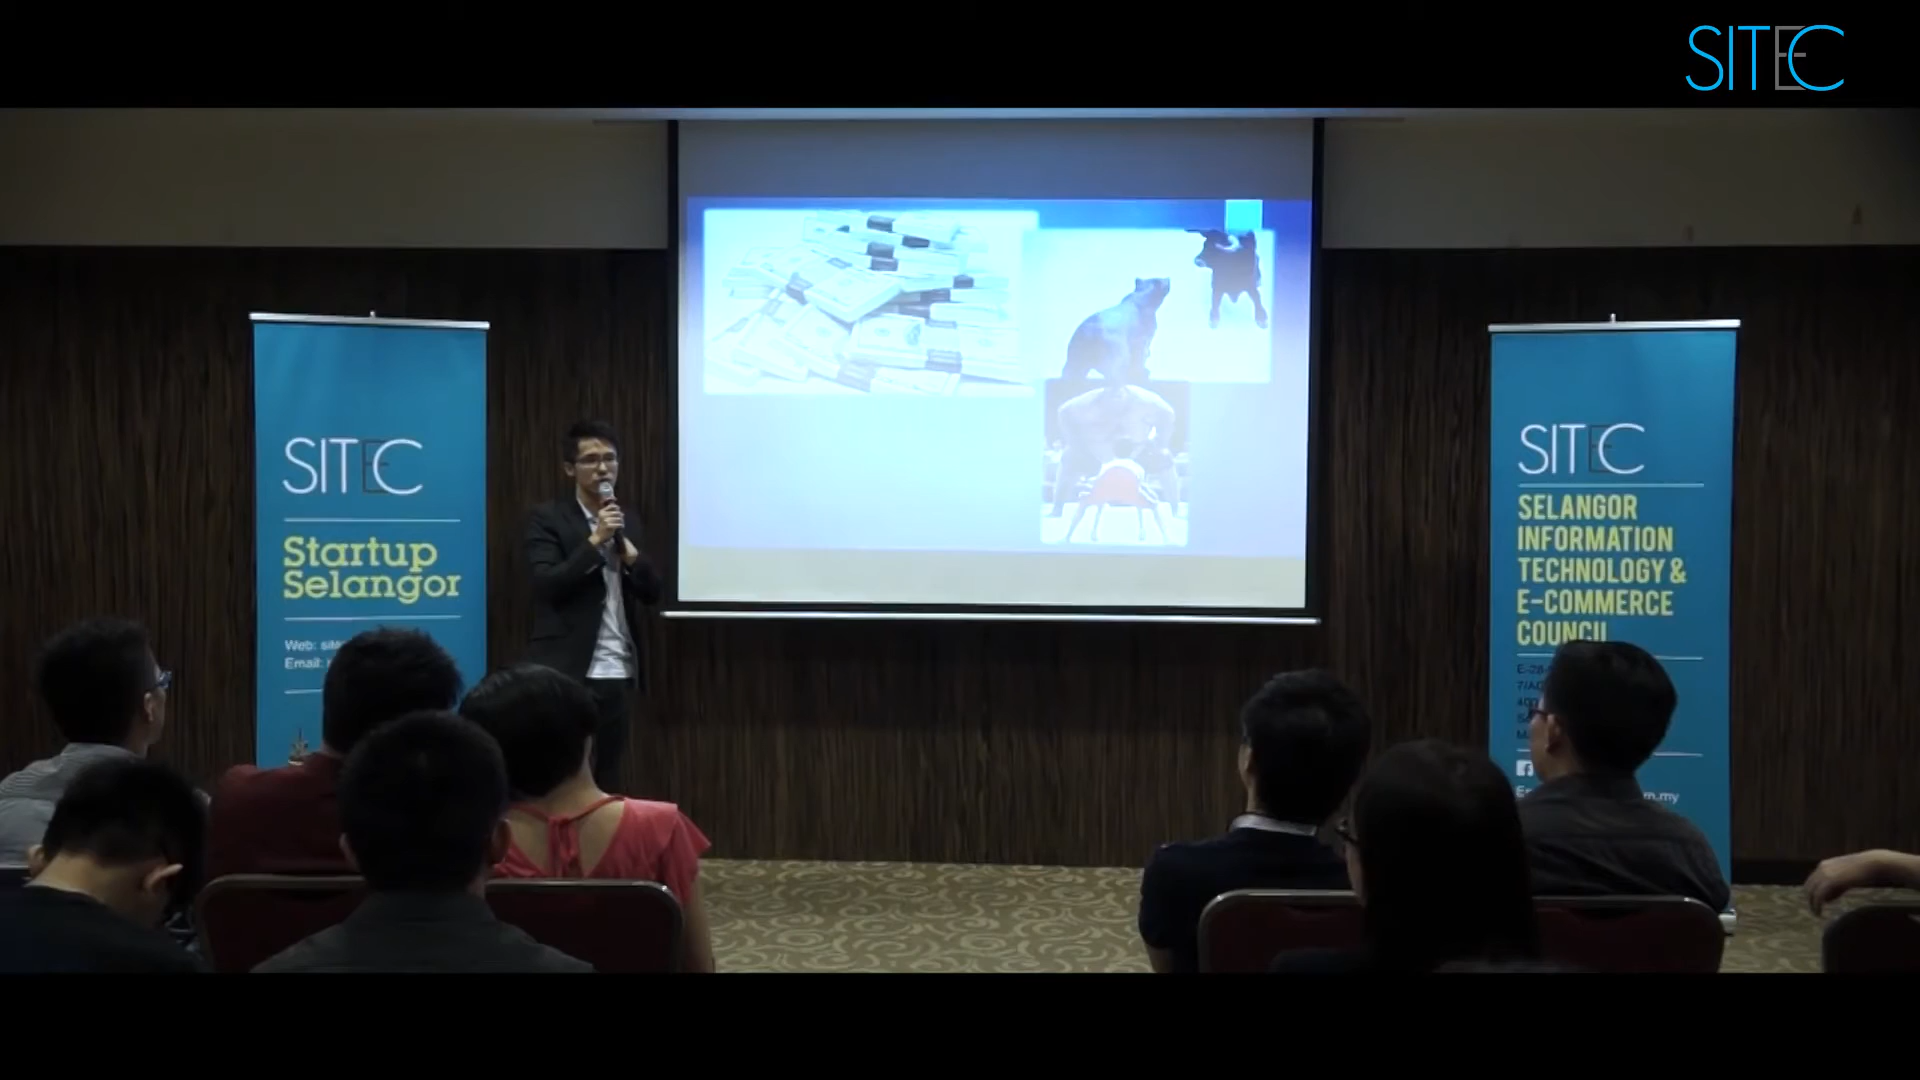 SITEC
SITEC
Startup
Selangor
Web:
Email:
SITEC
SELANGOR
INFORMATION
TECHNOLOGY &
E-COMMERCE
COUNCIL